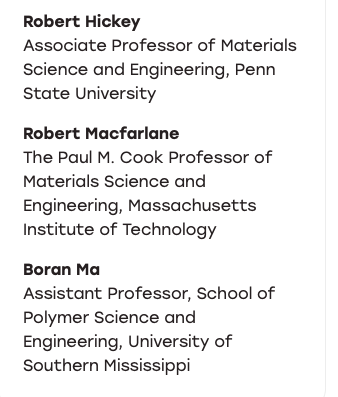 Robert Hickey
Associate Professor of Materials
Science and Engineering, Penn
State University
Robert Macfarlane
The Paul M. Cook Professor of
Materials Science and
Engineering, Massachusetts
Institute of Technology
Boran Ma
Assistant Professor, School of
Polymer Science and
Engineering, University of
Southern Mississippi